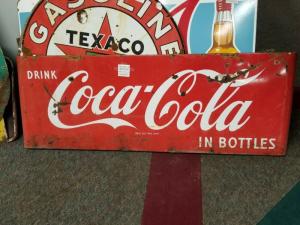 GASOLINE
TEXACO
DRINK
Coca-Cola
IN BOTTLES